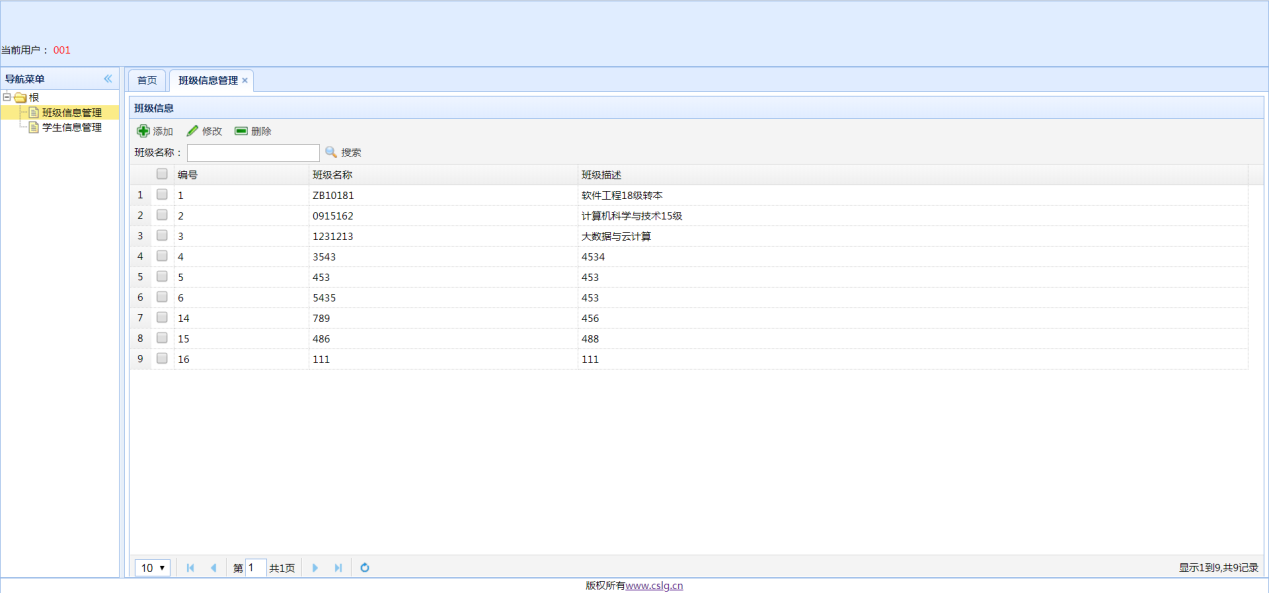 当前用户： 001
导航菜单
首页 班级信息管理
根
班级信息管理
学生信息管理
班级信息
添加 修改 删除
班级名称： 搜索
编号 班级名称 班级描述
1 1 ZB10181 软件工程18级转本
2 2 0915162 计算机科学与技术15级
3 3 1231213 大数据与云计算
4 4 3543 4534
5 5 453 453
6 6 5435 453
7 14 789 456
8 15 486 488
9 16 111 111
10 第 1 共1页 显示1到9,共9记录
版权所有www.cslg.cn